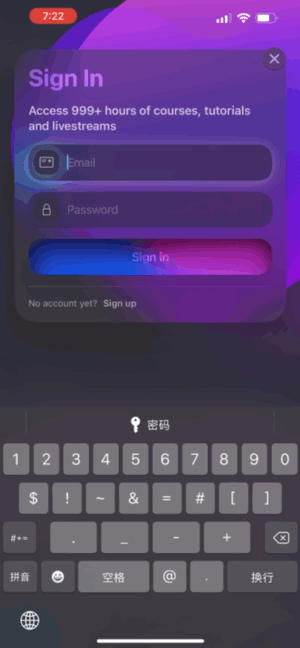 7:22
Sign In
Access 999+ hours of courses, tutorials
and livestreams
Email
Password
Sign in
No account yet? Sign up
密码
1 2 3 4 5 6 7 8 9 0
$ ! ~ & = # [ ]
#+= . _ - +
拼音 空格 @ . 换行